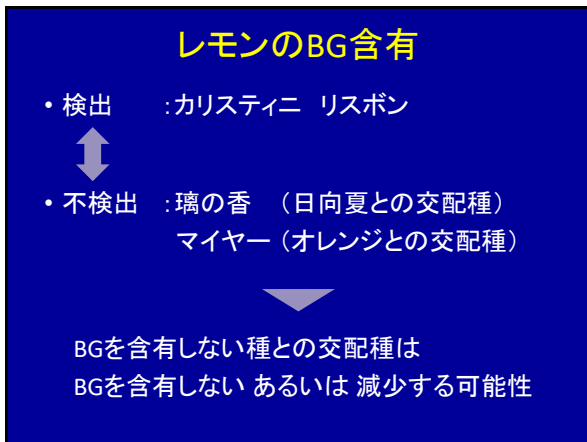 レモンのBG含有
• 検出　：カリスティニ　リスボン
• 不検出　：璃の香　（日向夏との交配種）
マイヤー（オレンジとの交配種）
BGを含有しない種との交配種は
BGを含有しない あるいは 減少する可能性